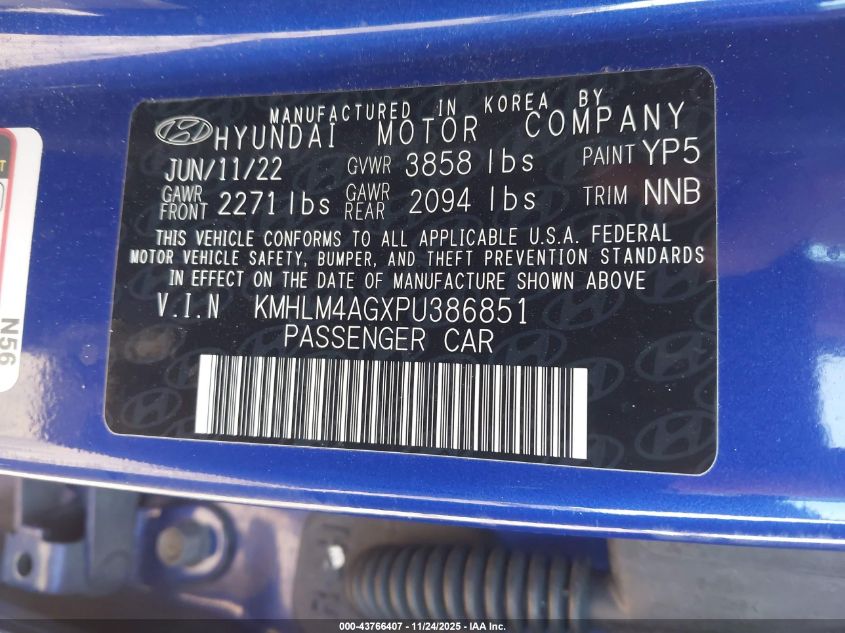 MANUFACTURED IN KOREA BY
HYUNDAI MOTOR COMPANY
JUN/11/22 GVWR 3858 lbs PAINT YP5
GAWR FRONT 2271 lbs GAWR REAR 2094 lbs TRIM NNB
THIS VEHICLE CONFORMS TO ALL APPLICABLE U.S.A. FEDERAL
MOTOR VEHICLE SAFETY, BUMPER, AND THEFT PREVENTION STANDARDS
IN EFFECT ON THE DATE OF MANUFACTURE SHOWN ABOVE
V.I.N KMHLM4AGXPU386851
PASSENGER CAR
N56
000-43766407 - 11/24/2025 - IAA Inc.